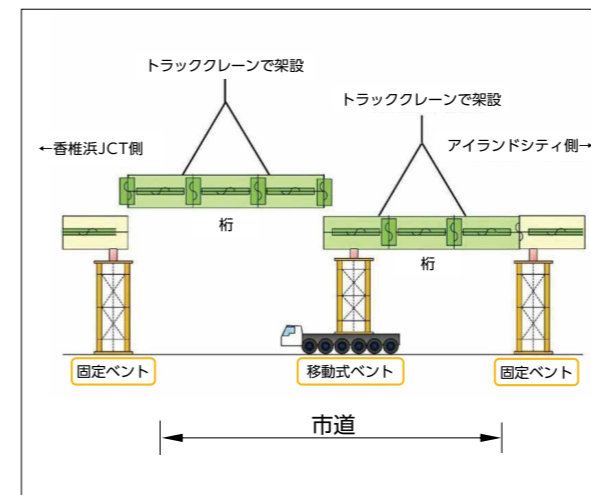 トラッククレーンで架設
トラッククレーンで架設
←香椎浜JCT側
アイランドシティ側→
桁
桁
固定ベント
移動式ベント
固定ベント
市道